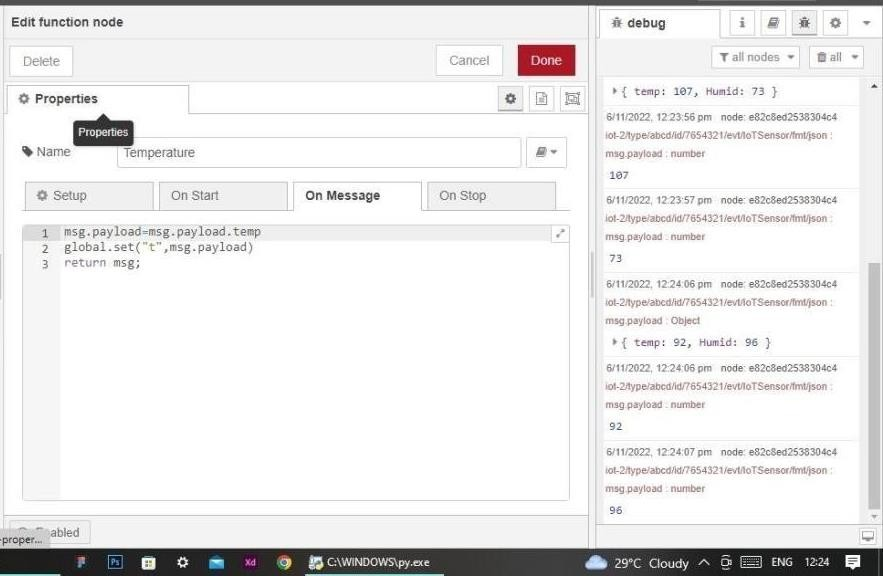 Edit function node
Delete
Cancel
Done
Properties
Properties
Name
Temperature
Setup
On Start
On Message
On Stop
1 msg.payload=msg.payload.temp
2 global.set("t",msg.payload)
3 return msg;
abled
-proper...
debug
all nodes
all
{ temp: 107, Humid: 73 }
6/11/2022, 12:23:56 pm node: e82c8ed2538304c4
iot-2/type/abcd/id/7654321/evt/IoTSensor/fmt/json :
msg.payload : number
107
6/11/2022, 12:23:57 pm node: e82c8ed2538304c4
iot-2/type/abcd/id/7654321/evt/IoTSensor/fmt/json :
msg.payload : number
73
6/11/2022, 12:24:06 pm node: e82c8ed2538304c4
iot-2/type/abcd/id/7654321/evt/IoTSensor/fmt/json :
msg.payload : Object
{ temp: 92, Humid: 96 }
6/11/2022, 12:24:06 pm node: e82c8ed2538304c4
iot-2/type/abcd/id/7654321/evt/IoTSensor/fmt/json :
msg.payload : number
92
6/11/2022, 12:24:07 pm node: e82c8ed2538304c4
iot-2/type/abcd/id/7654321/evt/IoTSensor/fmt/json :
msg.payload : number
96
Ps
Xd
C:\WINDOWS\py.exe
29°C Cloudy
ENG
12:24